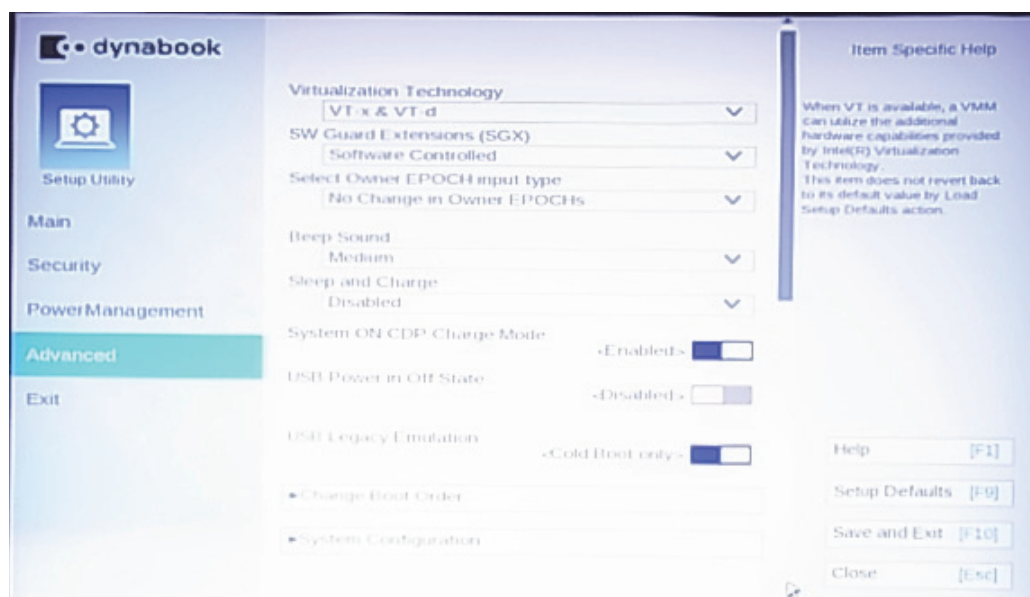 dynabook
Setup Utility
Main
Security
PowerManagement
Advanced
Exit
Virtualization Technology
VT-x & VT-d
SW Guard Extensions (SGX)
Software Controlled
Select Owner EPOCH input type
No Change in Owner EPOCHs
Beep Sound
Medium
Sleep and Charge
Disabled
System ON CDP Charge Mode
<Enabled>
USB Power in Off State
<Disabled>
USB Legacy Emulation
<Cold Boot only>
▸Change Boot Order
▸System Configuration
Item Specific Help
When VT is available, a VMM
can utilize the additional
hardware capabilities provided
by Intel(R) Virtualization
Technology.
This item does not revert back
to its default value by Load
Setup Defaults action.
Help [F1]
Setup Defaults [F9]
Save and Exit [F10]
Close [Esc]